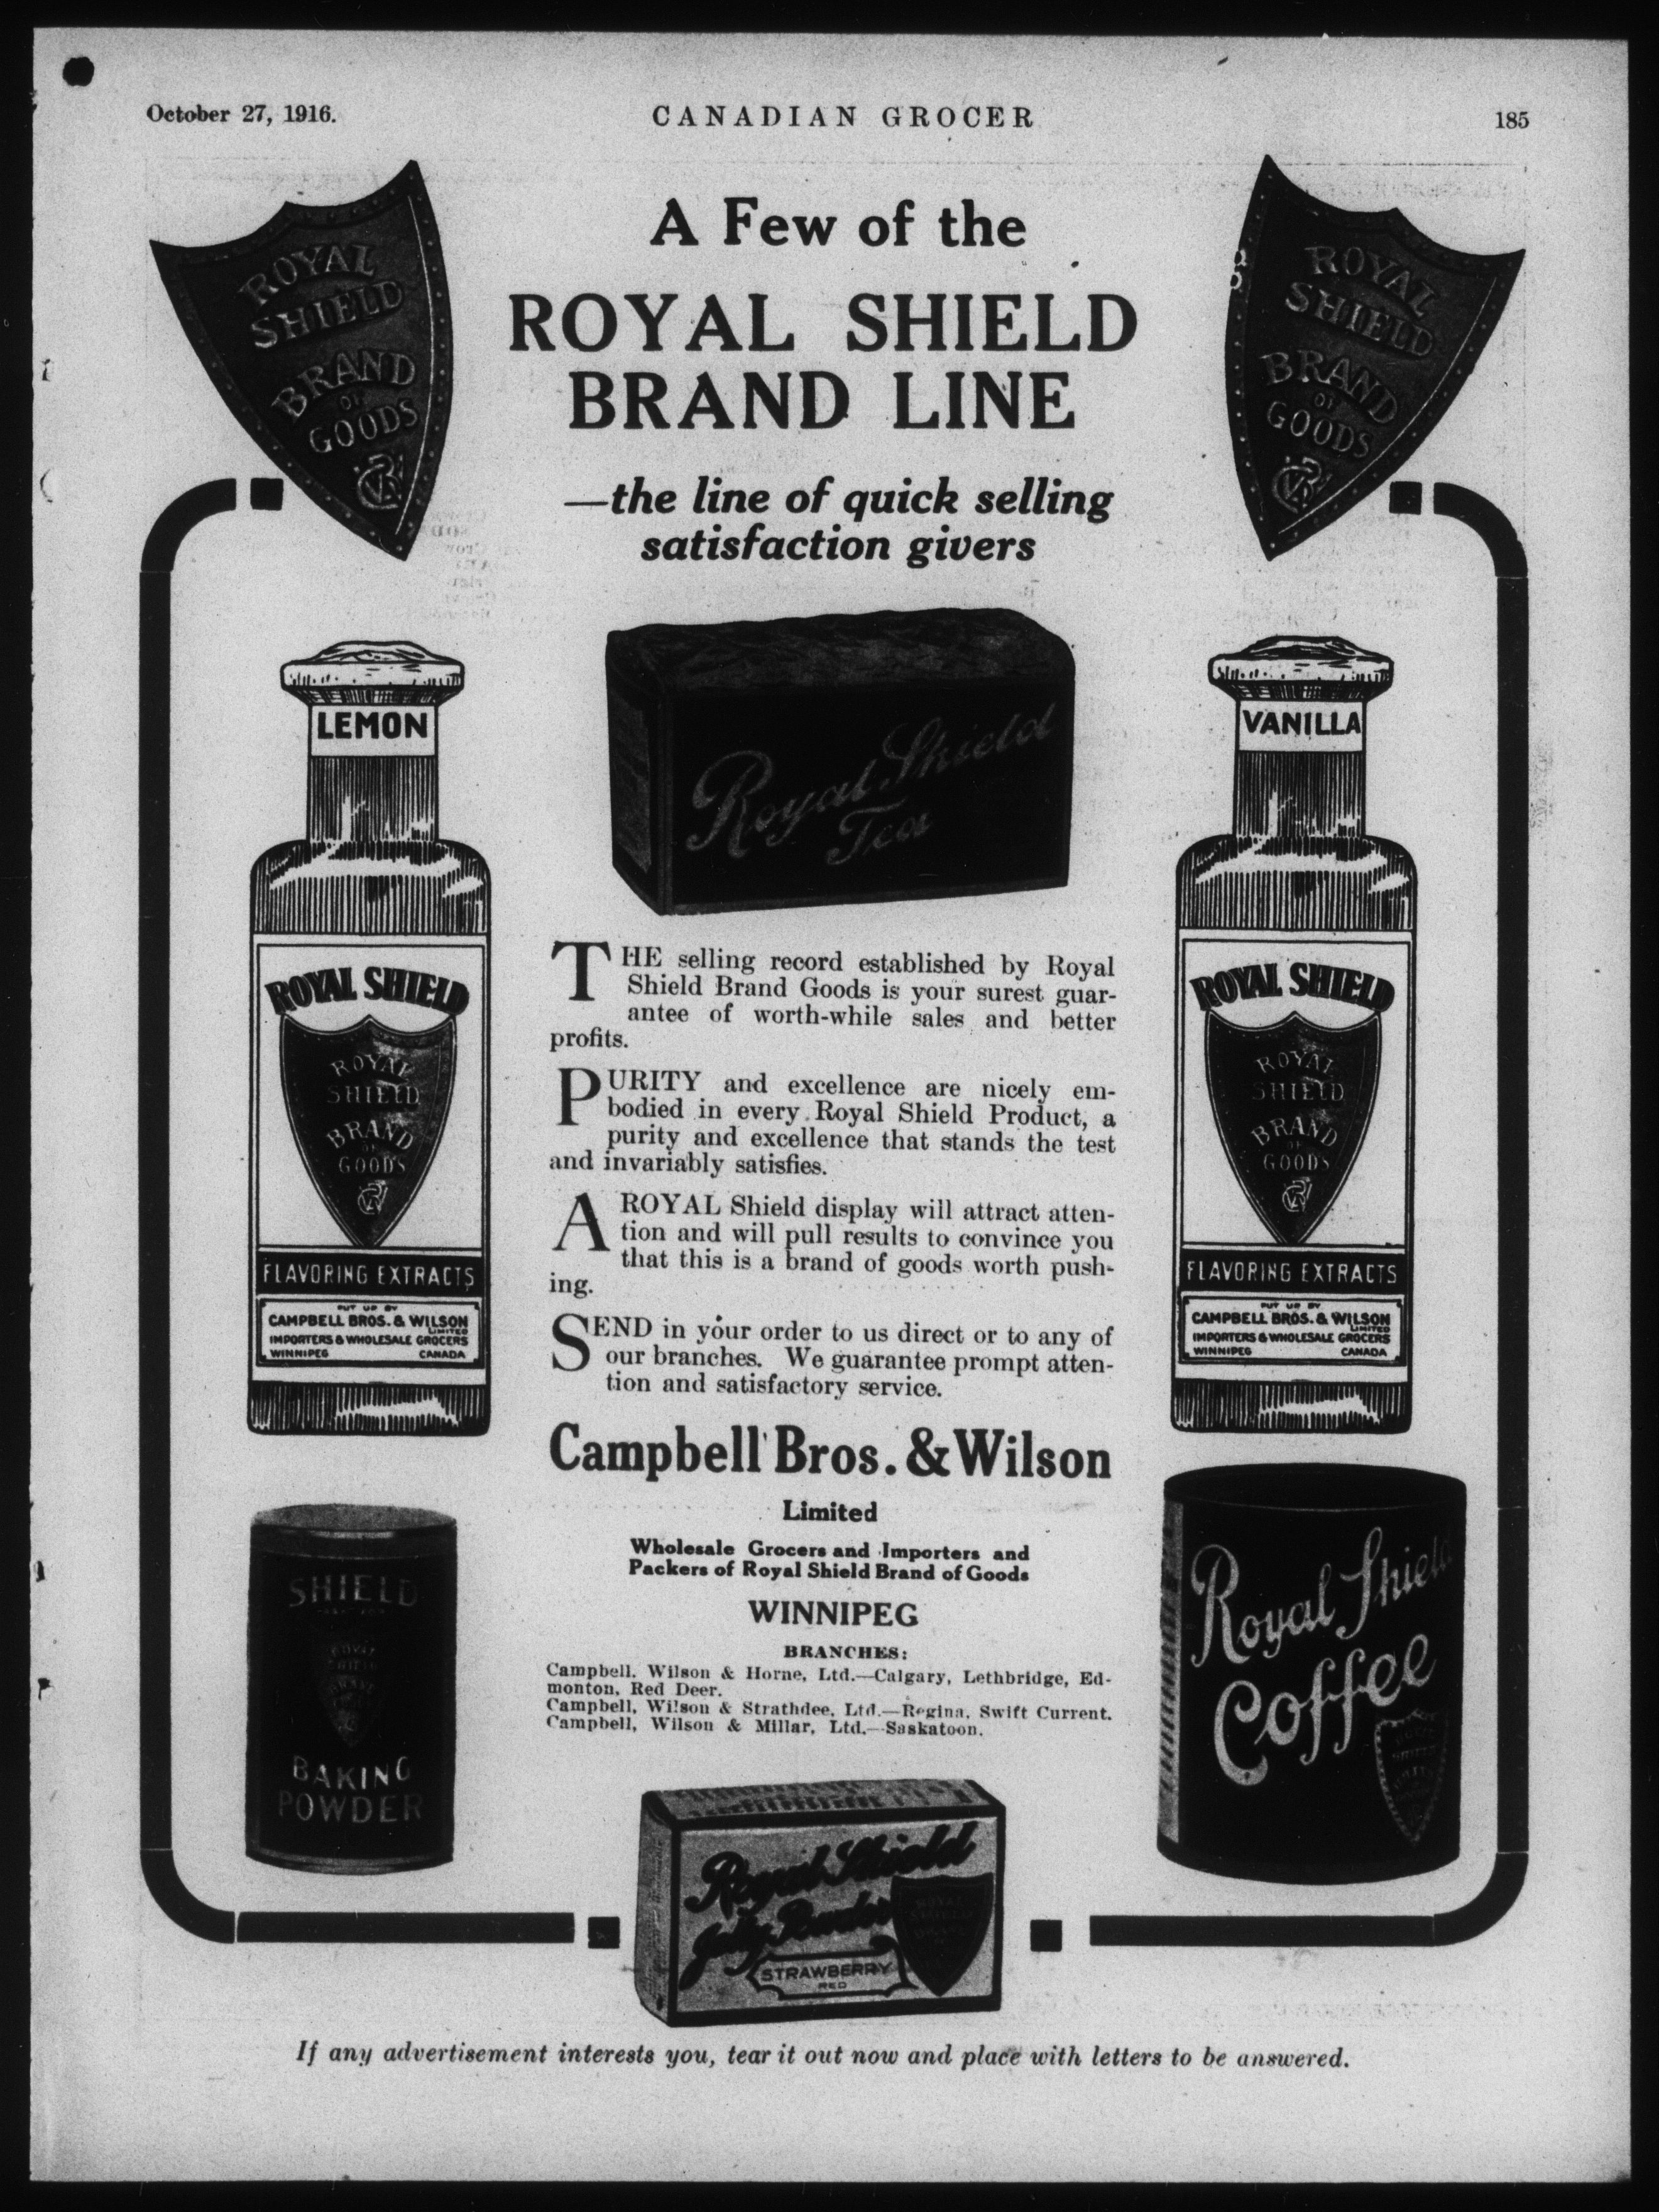 October 27, 1916.
CANADIAN GROCER
185
ROYAL
SHIELD
BRAND
OF
GOODS
A Few of the
ROYAL SHIELD
BRAND LINE
—the line of quick selling
satisfaction givers
ROYAL
SHIELD
BRAND
OF
GOODS
LEMON
ROYAL SHIELD
ROYAL
SHIELD
BRAND
OF
GOODS
FLAVORING EXTRACTS
PUT UP BY
CAMPBELL BROS. & WILSON
LIMITED
IMPORTERS & WHOLESALE GROCERS
WINNIPEG CANADA
Royal Shield
Tea
VANILLA
ROYAL SHIELD
ROYAL
SHIELD
BRAND
OF
GOODS
FLAVORING EXTRACTS
PUT UP BY
CAMPBELL BROS. & WILSON
LIMITED
IMPORTERS & WHOLESALE GROCERS
WINNIPEG CANADA
THE selling record established by Royal
Shield Brand Goods is your surest guar-
antee of worth-while sales and better
profits.
PURITY and excellence are nicely em-
bodied in every Royal Shield Product, a
purity and excellence that stands the test
and invariably satisfies.
A ROYAL Shield display will attract atten-
tion and will pull results to convince you
that this is a brand of goods worth push-
ing.
SEND in your order to us direct or to any of
our branches. We guarantee prompt atten-
tion and satisfactory service.
Campbell Bros. & Wilson
Limited
Wholesale Grocers and Importers and
Packers of Royal Shield Brand of Goods
WINNIPEG
BRANCHES:
Campbell, Wilson & Horne, Ltd.—Calgary, Lethbridge, Ed-
monton, Red Deer.
Campbell, Wilson & Strathdee, Ltd.—Regina, Swift Current.
Campbell, Wilson & Millar, Ltd.—Saskatoon.
SHIELD
BAKING
POWDER
Royal Shield
Coffee
Royal Shield
Jelly Powder
STRAWBERRY
RED
If any advertisement interests you, tear it out now and place with letters to be answered.